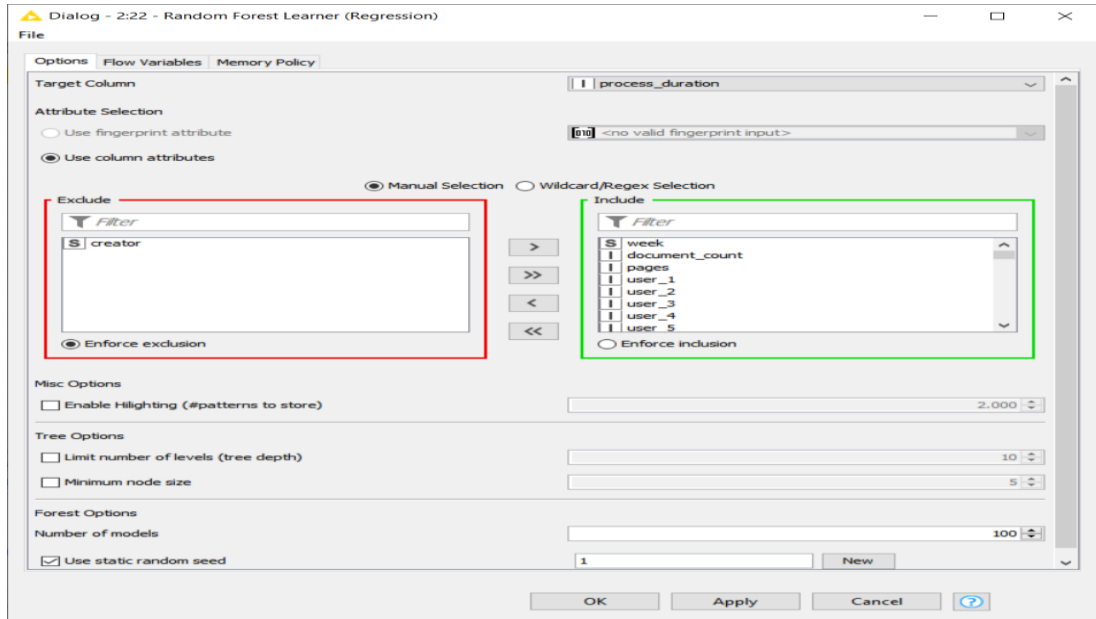 Dialog - 2:22 - Random Forest Learner (Regression)
File
Options Flow Variables Memory Policy
Target Column I process_duration
Attribute Selection
Use fingerprint attribute 010 <no valid fingerprint input>
Use column attributes
Manual Selection Wildcard/Regex Selection
Exclude Include
Filter Filter
S creator > S week
I document_count
I pages
>> I user_1
I user_2
< I user_3
I user_4
<< I user_5
Enforce exclusion Enforce inclusion
Misc Options
Enable Hilighting (#patterns to store) 2.000
Tree Options
Limit number of levels (tree depth) 10
Minimum node size 5
Forest Options
Number of models 100
Use static random seed 1 New
OK Apply Cancel ?